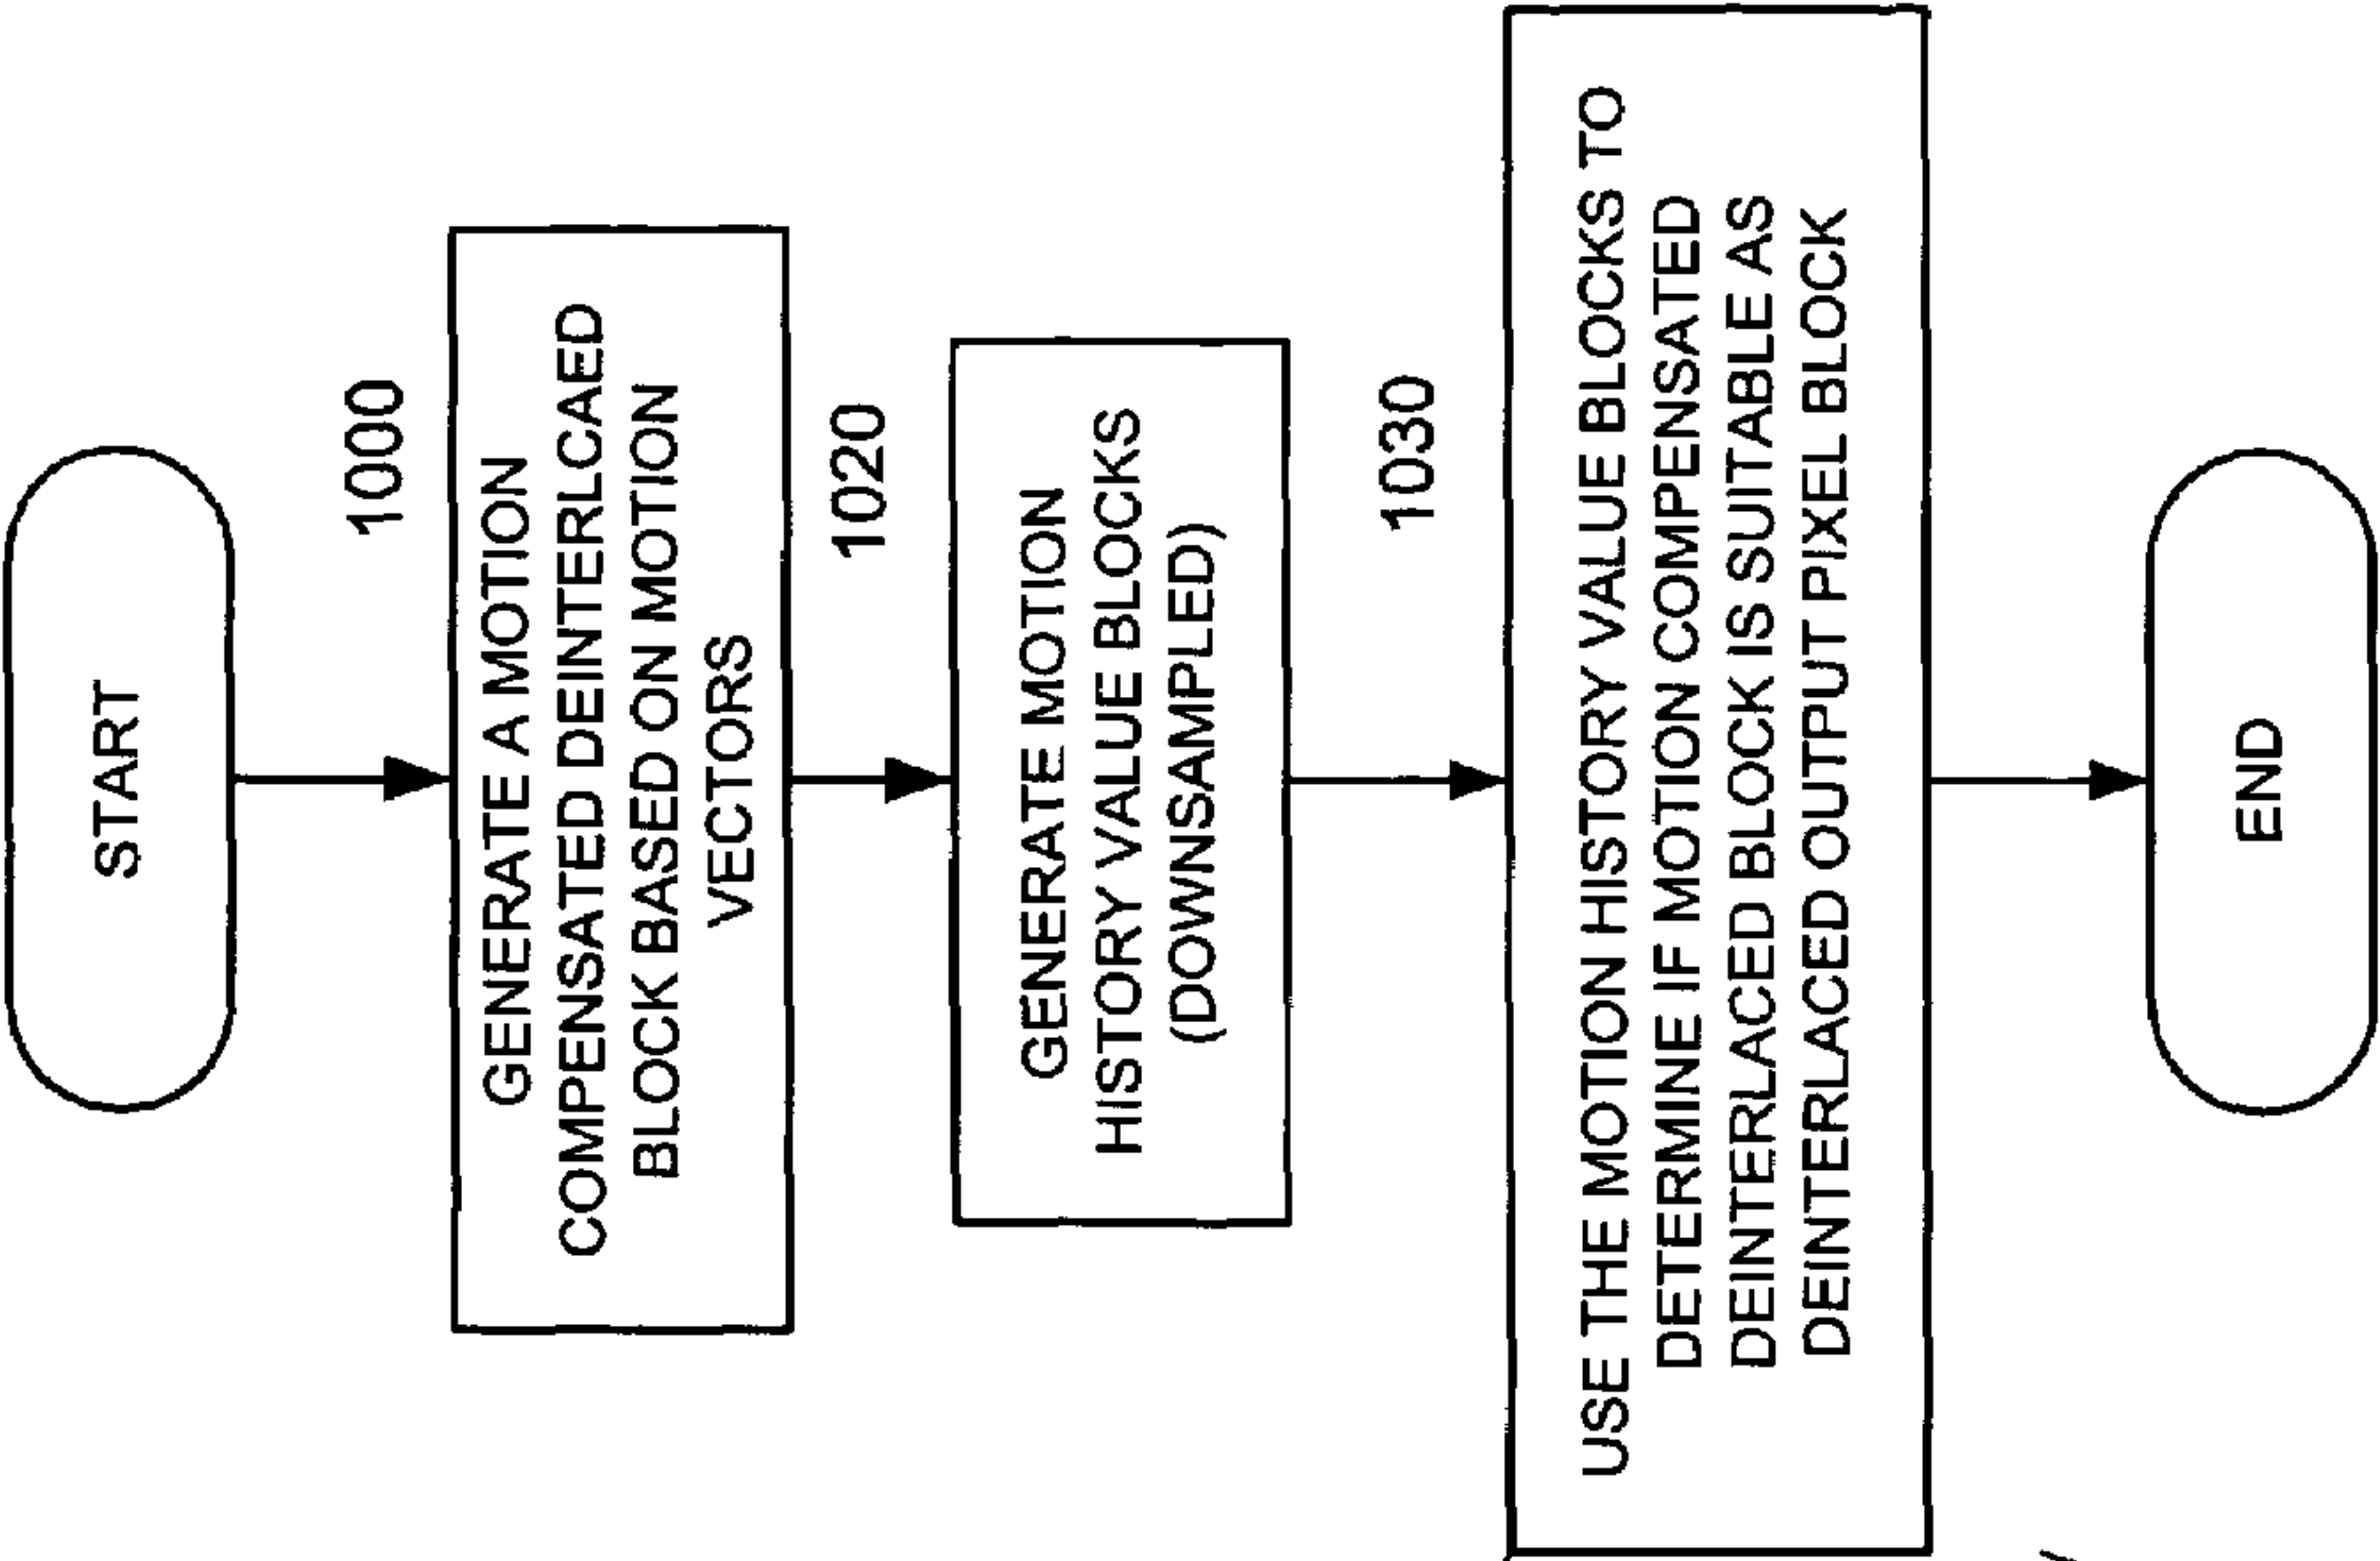 START
1000
GENERATE A MOTION
COMPENSATED DEINTERLCAED
BLOCK BASED ON MOTION
VECTORS
1020
GENERATE MOTION
HISTORY VALUE BLOCKS
(DOWNSAMPLED)
1030
USE THE MOTION HISTORY VALUE BLOCKS TO
DETERMINE IF MOTION COMPENSATED
DEINTERLACED BLOCK IS SUITABLE AS
DEINTERLACED OUTPUT PIXEL BLOCK
END